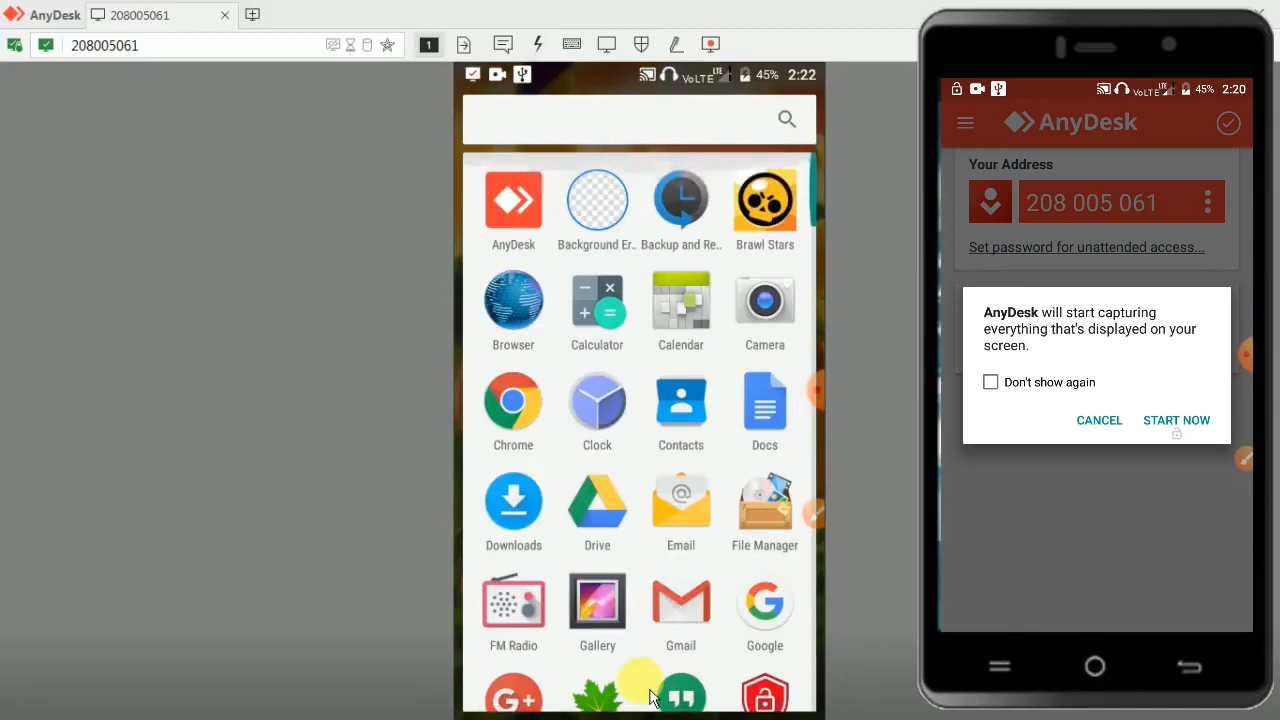 AnyDesk
208005061
208005061
1
VoLTE LTE 45% 2:22
AnyDesk
Background Er..
Backup and Re..
Brawl Stars
Browser
Calculator
Calendar
Camera
Chrome
Clock
Contacts
Docs
Downloads
Drive
Email
File Manager
FM Radio
Gallery
Gmail
Google
G+
VoLTE LTE 45% 2:20
AnyDesk
Your Address
208 005 061
Set password for unattended access...
AnyDesk will start capturing
everything that's displayed on your
screen.
Don't show again
CANCEL START NOW